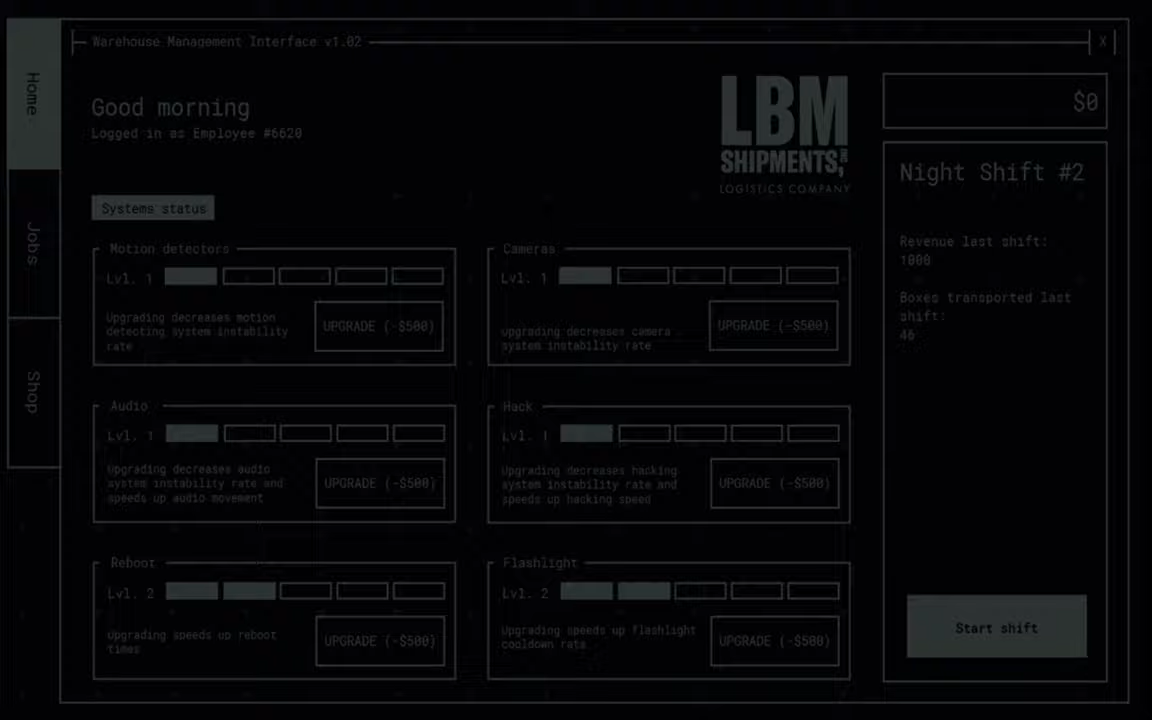 Warehouse Management Interface v1.02
X
Home
Jobs
Shop
Good morning
Logged in as Employee #6620
LBM
SHIPMENTS, INC
LOGISTICS COMPANY
$0
Night Shift #2
Revenue last shift:
1000
Boxes transported last
shift:
46
Start shift
Systems status
Motion detectors
Lvl. 1
Upgrading decreases motion
detecting system instability
rate
UPGRADE (-$500)
Cameras
Lvl. 1
Upgrading decreases camera
system instability rate
UPGRADE (-$500)
Audio
Lvl. 1
Upgrading decreases audio
system instability rate and
speeds up audio movement
UPGRADE (-$500)
Hack
Lvl. 1
Upgrading decreases hacking
system instability rate and
speeds up hacking speed
UPGRADE (-$500)
Reboot
Lvl. 2
Upgrading speeds up reboot
times
UPGRADE (-$500)
Flashlight
Lvl. 2
Upgrading speeds up flashlight
cooldown rate
UPGRADE (-$500)